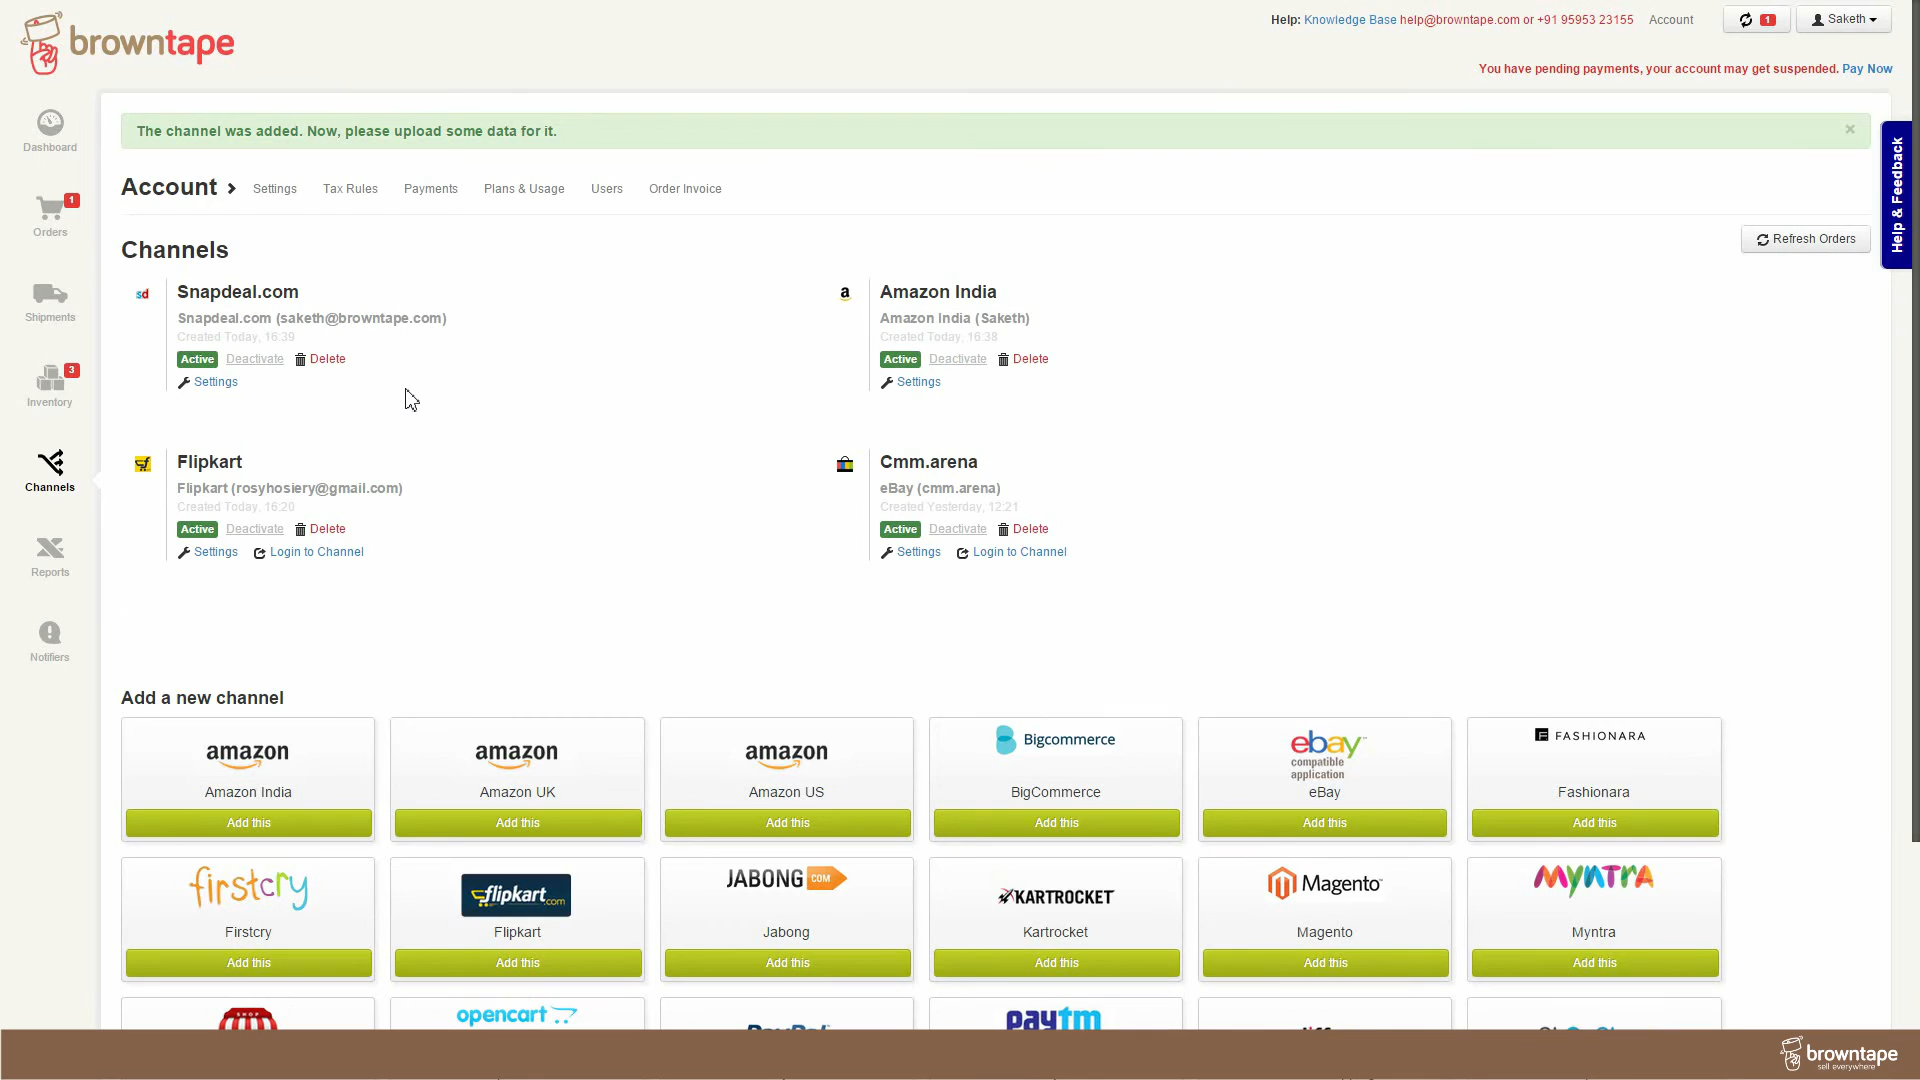 browntape
Help: Knowledge Base help@browntape.com or +91 95953 23155 Account 1 Saketh
You have pending payments, your account may get suspended. Pay Now
The channel was added. Now, please upload some data for it. ×
Dashboard
Account Settings Tax Rules Payments Plans & Usage Users Order Invoice
Help & Feedback
1
Orders
Channels
Refresh Orders
sd Snapdeal.com
Snapdeal.com (saketh@browntape.com)
Created Today, 16:39
Active Deactivate Delete
Settings
a Amazon India
Amazon India (Saketh)
Created Today, 16:38
Active Deactivate Delete
Settings
Shipments
3
Inventory
Flipkart
Flipkart (rosyhosiery@gmail.com)
Created Today, 16:20
Active Deactivate Delete
Settings Login to Channel
Cmm.arena
eBay (cmm.arena)
Created Yesterday, 12:21
Active Deactivate Delete
Settings Login to Channel
Channels
Reports
Notifiers
Add a new channel
amazon
Amazon India
Add this
amazon
Amazon UK
Add this
amazon
Amazon US
Add this
Bigcommerce
BigCommerce
Add this
ebay
compatible
application
eBay
Add this
FASHIONARA
Fashionara
Add this
firstcry
Firstcry
Add this
flipkart.com
Flipkart
Add this
JABONG COM
Jabong
Add this
KARTROCKET
Kartrocket
Add this
Magento
Magento
Add this
myntra
Myntra
Add this
SHOP
opencart
PayPal
paytm
browntape
sell everywhere